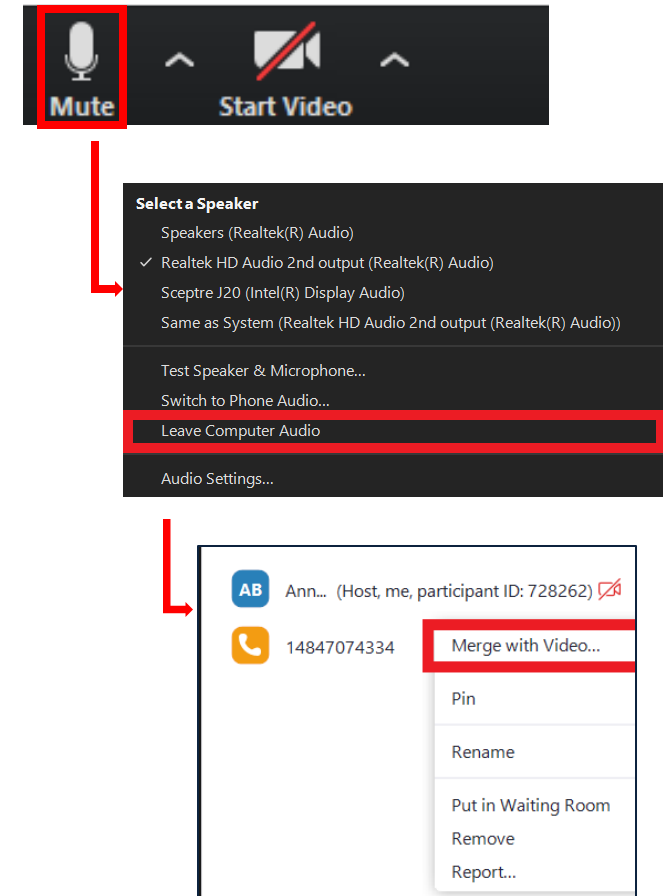 Mute
Start Video
Select a Speaker
Speakers (Realtek(R) Audio)
Realtek HD Audio 2nd output (Realtek(R) Audio)
Sceptre J20 (Intel(R) Display Audio)
Same as System (Realtek HD Audio 2nd output (Realtek(R) Audio))
Test Speaker & Microphone...
Switch to Phone Audio...
Leave Computer Audio
Audio Settings...
AB Ann... (Host, me, participant ID: 728262)
14847074334 Merge with Video...
Pin
Rename
Put in Waiting Room
Remove
Report...